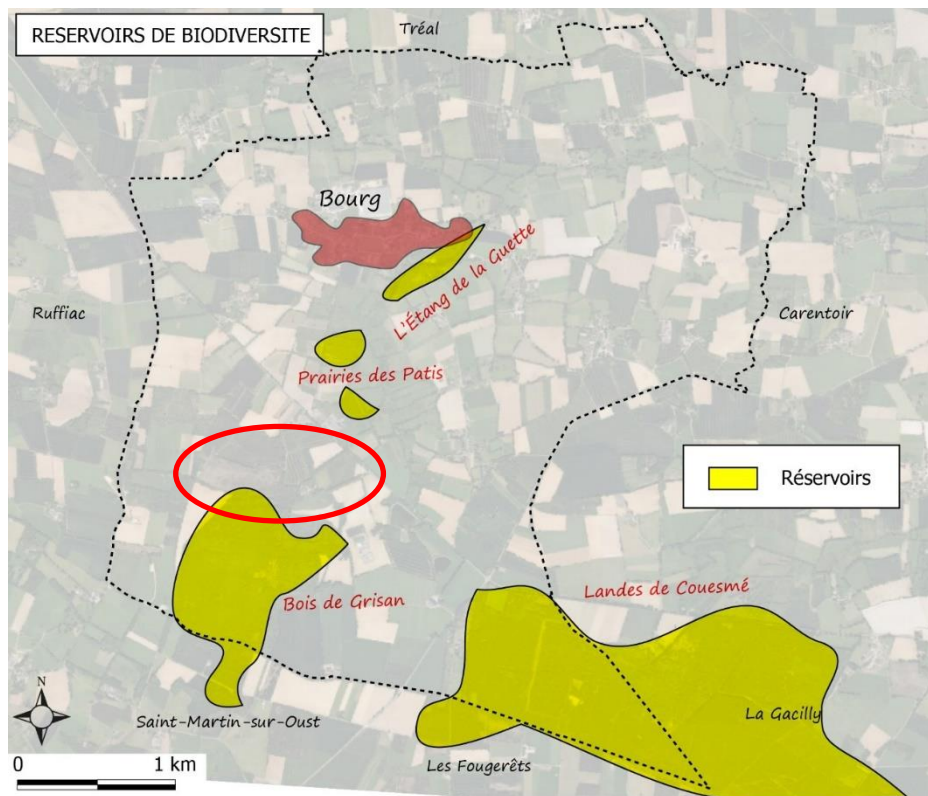 RESERVOIRS DE BIODIVERSITE
Tréal
Bourg
L'Étang de la Guette
Ruffiac
Carentoir
Prairies des Patis
Réservoirs
Bois de Grisan
Landes de Couesmé
N
Saint-Martin-sur-Oust
La Gacilly
Les Fougerêts
0 1 km